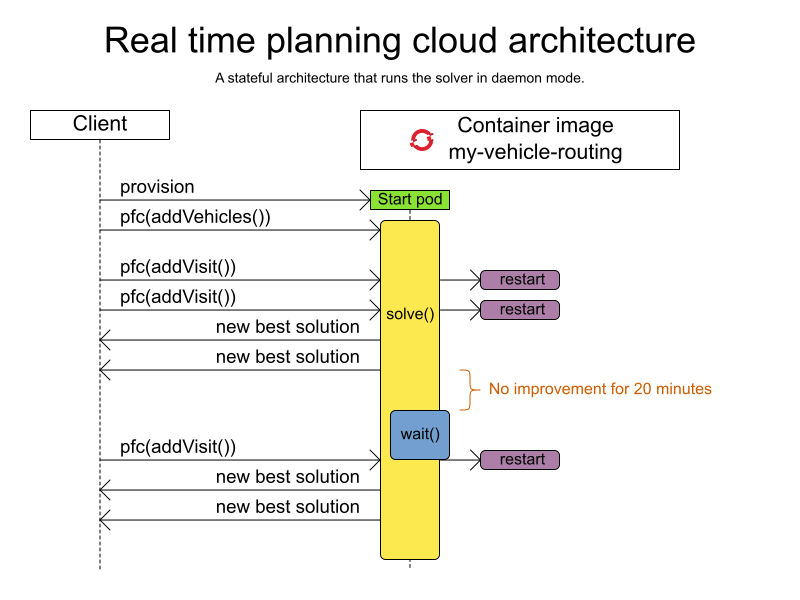 Real time planning cloud architecture
A stateful architecture that runs the solver in daemon mode.
Client
Container image
my-vehicle-routing
provision
Start pod
pfc(addVehicles())
pfc(addVisit())
restart
pfc(addVisit())
restart
solve()
new best solution
new best solution
No improvement for 20 minutes
wait()
pfc(addVisit())
restart
new best solution
new best solution